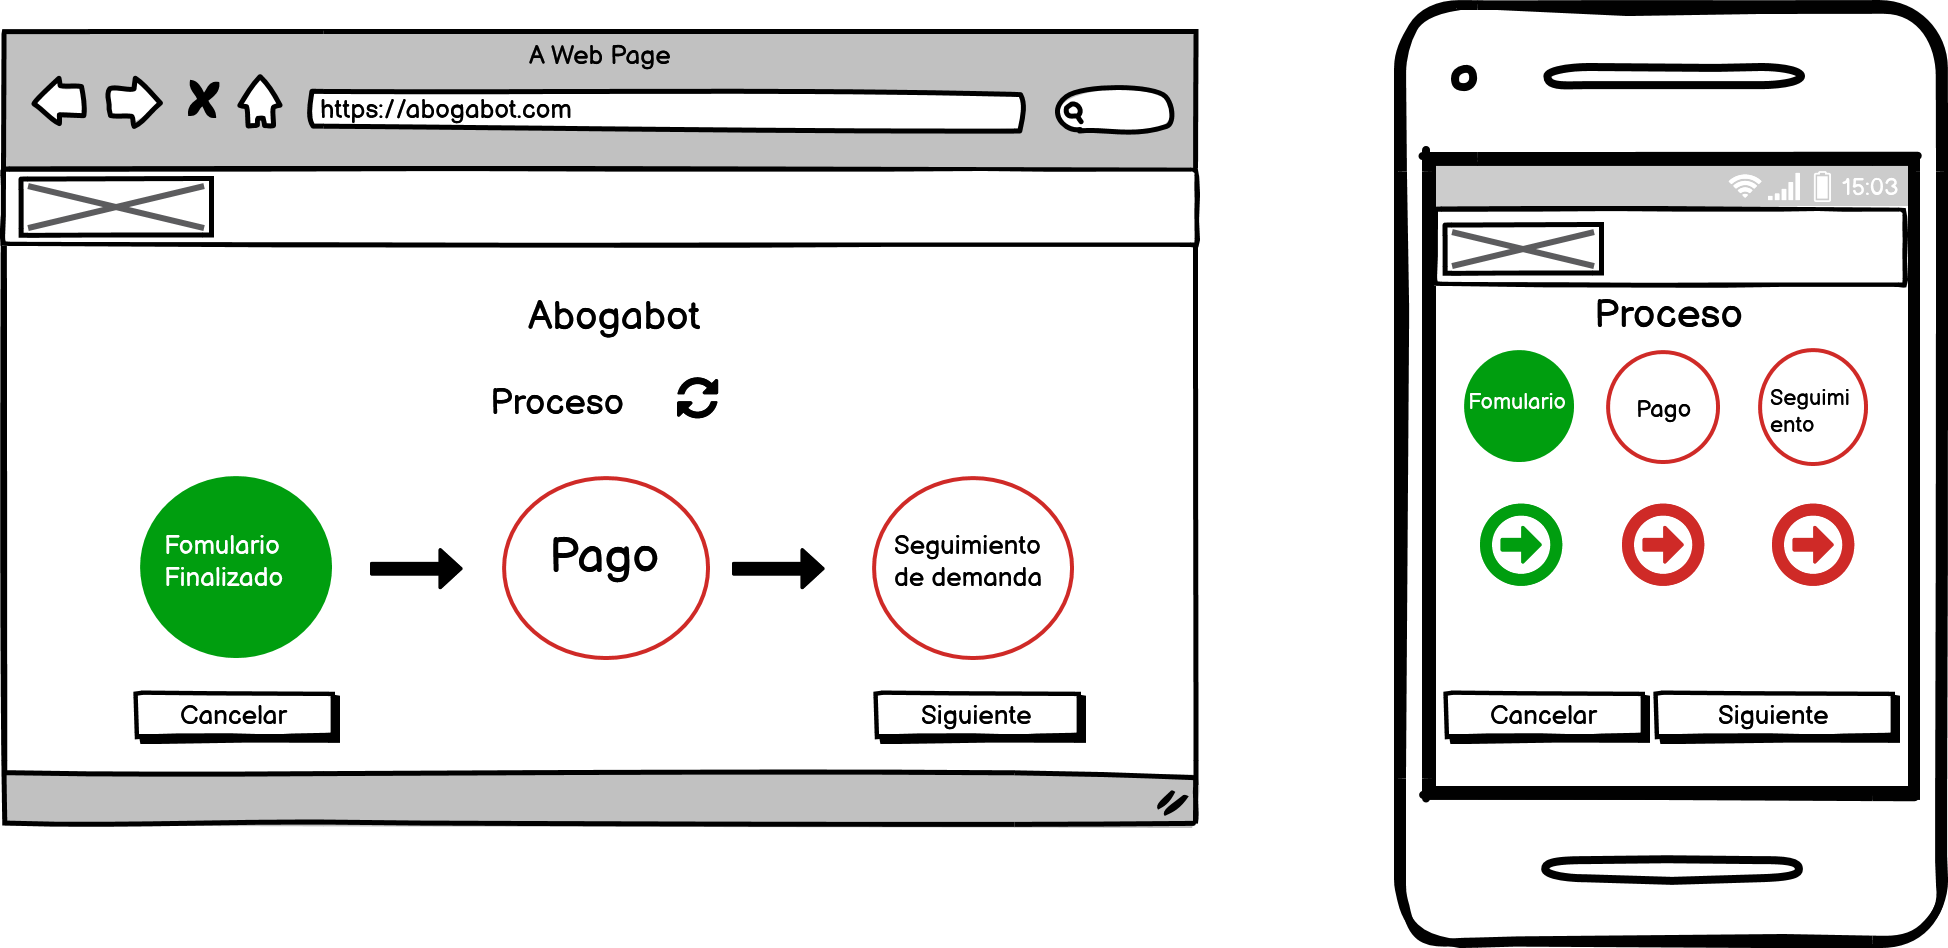 A Web Page
https://abogabot.com
Abogabot
Proceso
Fomulario
Finalizado
Pago
Seguimiento
de demanda
Cancelar
Siguiente
15:03
Proceso
Fomulario
Pago
Seguimi
ento
Cancelar
Siguiente